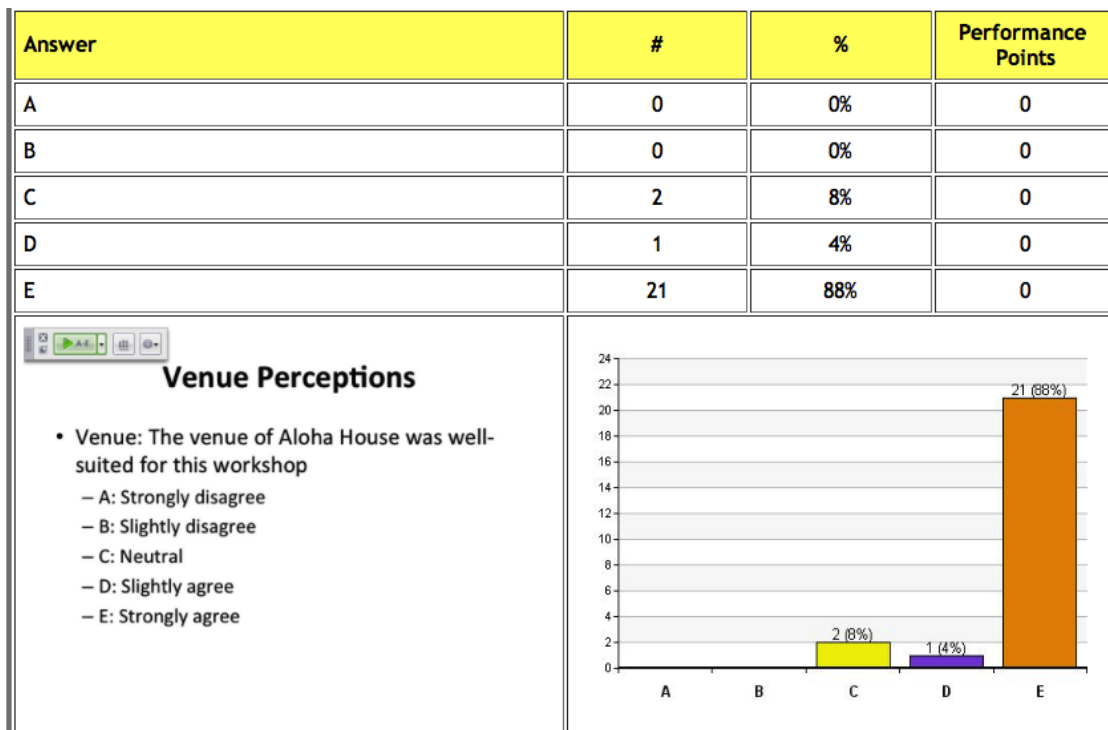 Answer # % Performance Points
A 0 0% 0
B 0 0% 0
C 2 8% 0
D 1 4% 0
E 21 88% 0
A-E
Venue Perceptions
• Venue: The venue of Aloha House was well-
suited for this workshop
– A: Strongly disagree
– B: Slightly disagree
– C: Neutral
– D: Slightly agree
– E: Strongly agree
24
22
20
18
16
14
12
10
8
6
4
2
0
21 (88%)
2 (8%)
1 (4%)
A B C D E